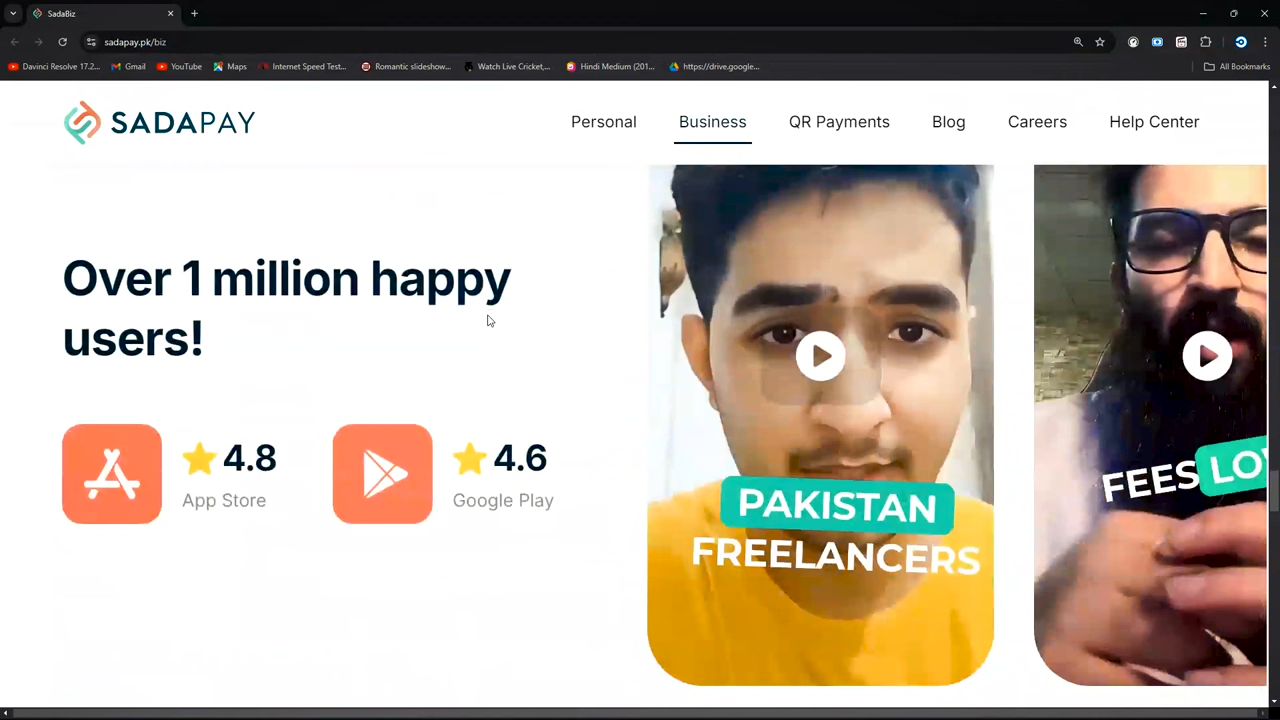 SadaBiz
sadapay.pk/biz
Davinci Resolve 17.2...
Gmail
YouTube
Maps
Internet Speed Test...
Romantic slideshow...
Watch Live Cricket,...
Hindi Medium (201...
https://drive.google...
All Bookmarks
SADAPAY
Personal
Business
QR Payments
Blog
Careers
Help Center
Over 1 million happy
users!
4.8
App Store
4.6
Google Play
PAKISTAN
FREELANCERS
FEES